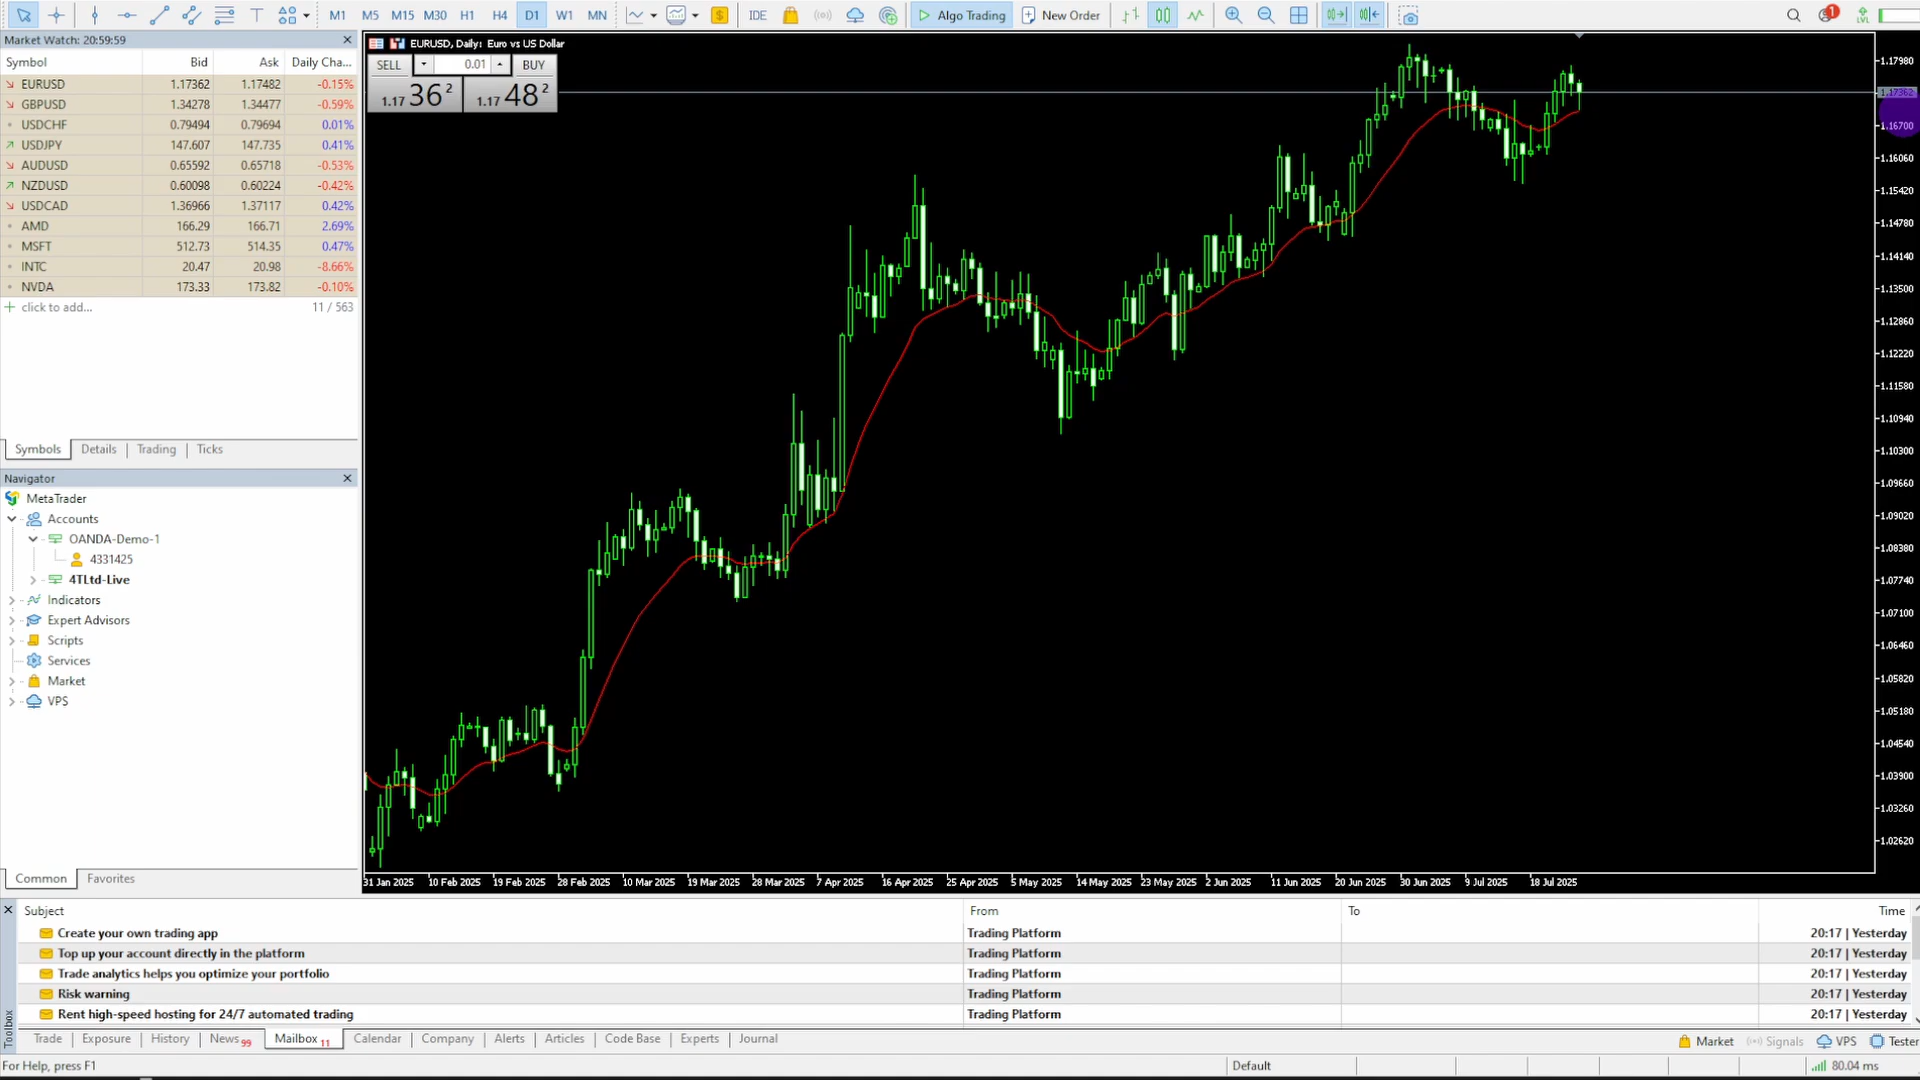 M1 M5 M15 M30 H1 H4 D1 W1 MN IDE Algo Trading New Order 1 LVL
Market Watch: 20:59:59
Symbol Bid Ask Daily Cha...
EURUSD 1.17362 1.17482 -0.15%
GBPUSD 1.34278 1.34477 -0.59%
USDCHF 0.79494 0.79694 0.01%
USDJPY 147.607 147.735 0.41%
AUDUSD 0.65592 0.65718 -0.53%
NZDUSD 0.60098 0.60224 -0.42%
USDCAD 1.36966 1.37117 0.42%
AMD 166.29 166.71 2.69%
MSFT 512.73 514.35 0.47%
INTC 20.47 20.98 -8.66%
NVDA 173.33 173.82 -0.10%
click to add... 11 / 563
Symbols Details Trading Ticks
Navigator
MetaTrader
Accounts
OANDA-Demo-1
4331425
4TLtd-Live
Indicators
Expert Advisors
Scripts
Services
Market
VPS
Common Favorites
EURUSD, Daily: Euro vs US Dollar
SELL 0.01 BUY
1.17 36 2 1.17 48 2
1.17980
1.17362
1.16700
1.16060
1.15420
1.14780
1.14140
1.13500
1.12860
1.12220
1.11580
1.10940
1.10300
1.09660
1.09020
1.08380
1.07740
1.07100
1.06460
1.05820
1.05180
1.04540
1.03900
1.03260
1.02620
31 Jan 2025 10 Feb 2025 19 Feb 2025 28 Feb 2025 10 Mar 2025 19 Mar 2025 28 Mar 2025 7 Apr 2025 16 Apr 2025 25 Apr 2025 5 May 2025 14 May 2025 23 May 2025 2 Jun 2025 11 Jun 2025 20 Jun 2025 30 Jun 2025 9 Jul 2025 18 Jul 2025
Subject From To Time
Create your own trading app Trading Platform 20:17 | Yesterday
Top up your account directly in the platform Trading Platform 20:17 | Yesterday
Trade analytics helps you optimize your portfolio Trading Platform 20:17 | Yesterday
Risk warning Trading Platform 20:17 | Yesterday
Rent high-speed hosting for 24/7 automated trading Trading Platform 20:17 | Yesterday
Toolbox
Trade Exposure History News 99 Mailbox 11 Calendar Company Alerts Articles Code Base Experts Journal Market Signals VPS Tester
For Help, press F1 Default 80.04 ms